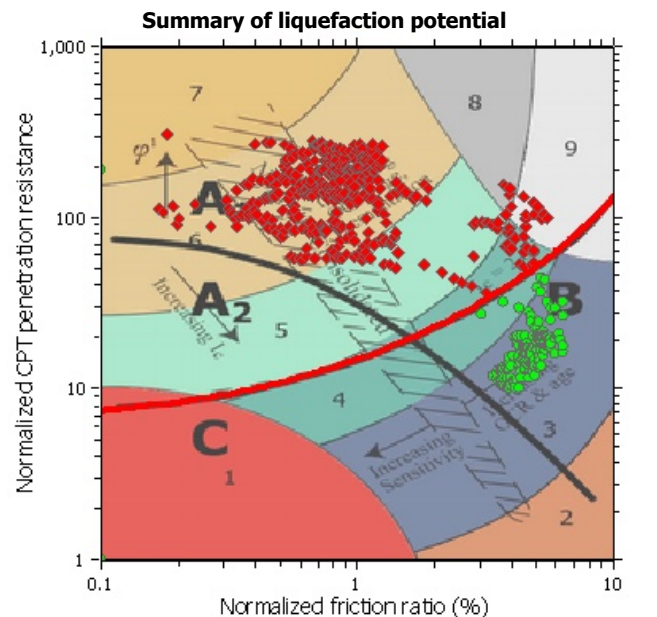 Summary of liquefaction potential
Normalized CPT penetration resistance
1,000
100
10
1
0.1
1
10
Normalized friction ratio (%)
7
8
9
φ'
A
6
A2
Increasing
5
B
4
C
1
3
2
& age
Increasing
Sensitivity